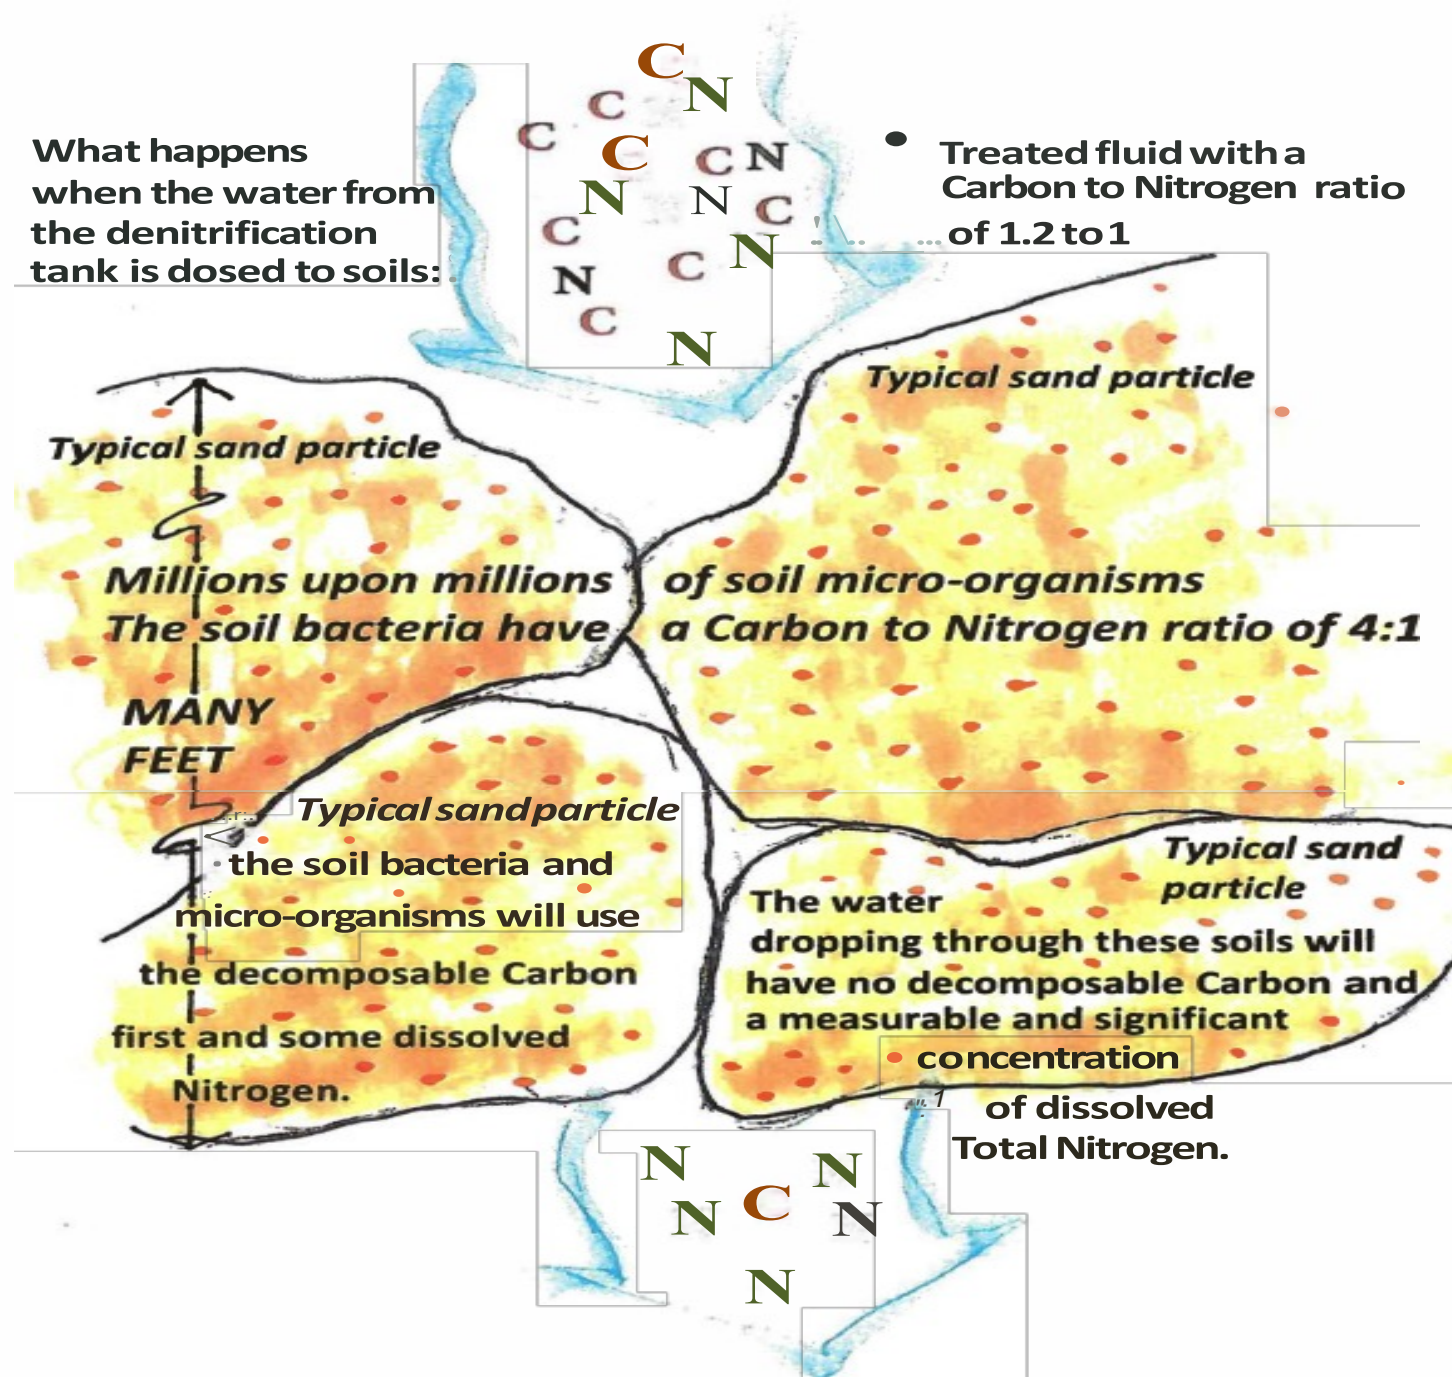 C
N
C
C
C
C N
N
N
C
C
N
C
N
C
N
What happens
when the water from
the denitrification
tank is dosed to soils:
• Treated fluid with a
Carbon to Nitrogen ratio
of 1.2 to 1
Typical sand particle
Typical sand particle
Millions upon millions of soil micro-organisms
The soil bacteria have a Carbon to Nitrogen ratio of 4:1
MANY
FEET
Typical sand particle
the soil bacteria and
micro-organisms will use
the decomposable Carbon
first and some dissolved
Nitrogen.
Typical sand
particle
The water
dropping through these soils will
have no decomposable Carbon and
a measurable and significant
concentration
of dissolved
Total Nitrogen.
N
N
C
N
N
N